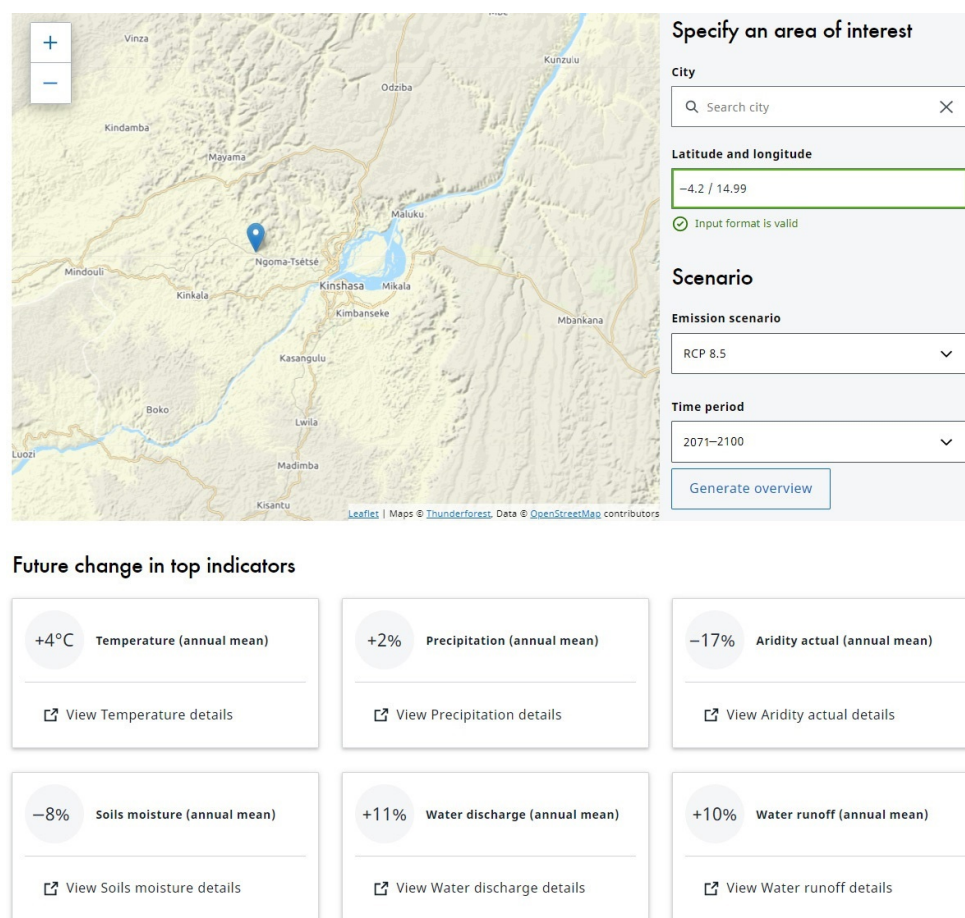 +
−
Vinza
Kunzulu
Odziba
Kindamba
Mayama
Maluku
Ngoma-Tsétsé
Mindouli
Kinkala
Kinshasa
Mikala
Kimbanseke
Mbankana
Kasangulu
Boko
Lwila
Luozi
Madimba
Kisantu
Leaflet | Maps © Thunderforest, Data © OpenStreetMap contributors
Specify an area of interest
City
Search city
Latitude and longitude
−4.2 / 14.99
Input format is valid
Scenario
Emission scenario
RCP 8.5
Time period
2071−2100
Generate overview
Future change in top indicators
+4°C Temperature (annual mean)
View Temperature details
+2% Precipitation (annual mean)
View Precipitation details
−17% Aridity actual (annual mean)
View Aridity actual details
−8% Soils moisture (annual mean)
View Soils moisture details
+11% Water discharge (annual mean)
View Water discharge details
+10% Water runoff (annual mean)
View Water runoff details